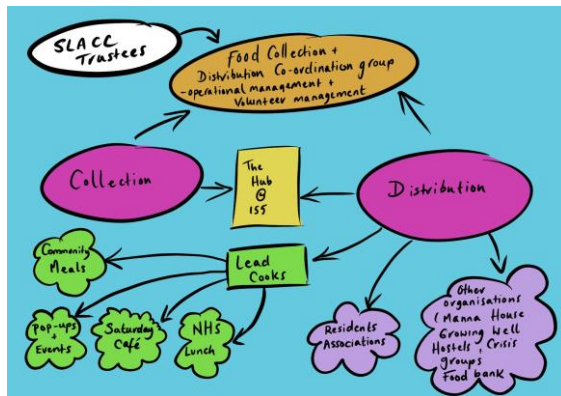 SLACC
Trustees
Food Collection +
Distribution Co-ordination group
-operational management +
Volunteer management
Collection
The
Hub
@
155
Distribution
Community
Meals
Lead
Cooks
Pop-ups
+
Events
Saturday
Café
NHS
Lunch
Residents
Associations
Other
organisations
(Manna House
Growing Well
Hostels, Crisis
groups
Food bank